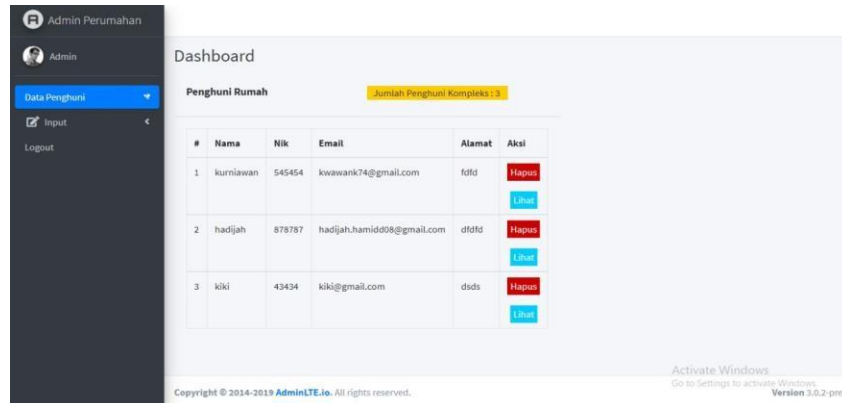 Admin Perumahan
Admin
Data Penghuni
Input
Logout
Dashboard
Penghuni Rumah
Jumlah Penghuni Kompleks : 3
# Nama Nik Email Alamat Aksi
1 kurniawan 545454 kwawank74@gmail.com fdfd Hapus
Lihat
2 hadijah 878787 hadijah.hamidd08@gmail.com dfdfd Hapus
Lihat
3 kiki 43434 kiki@gmail.com dsds Hapus
Lihat
Activate Windows
Go to Settings to activate Windows.
Copyright © 2014-2019 AdminLTE.io. All rights reserved.
Version 3.0.2-pre